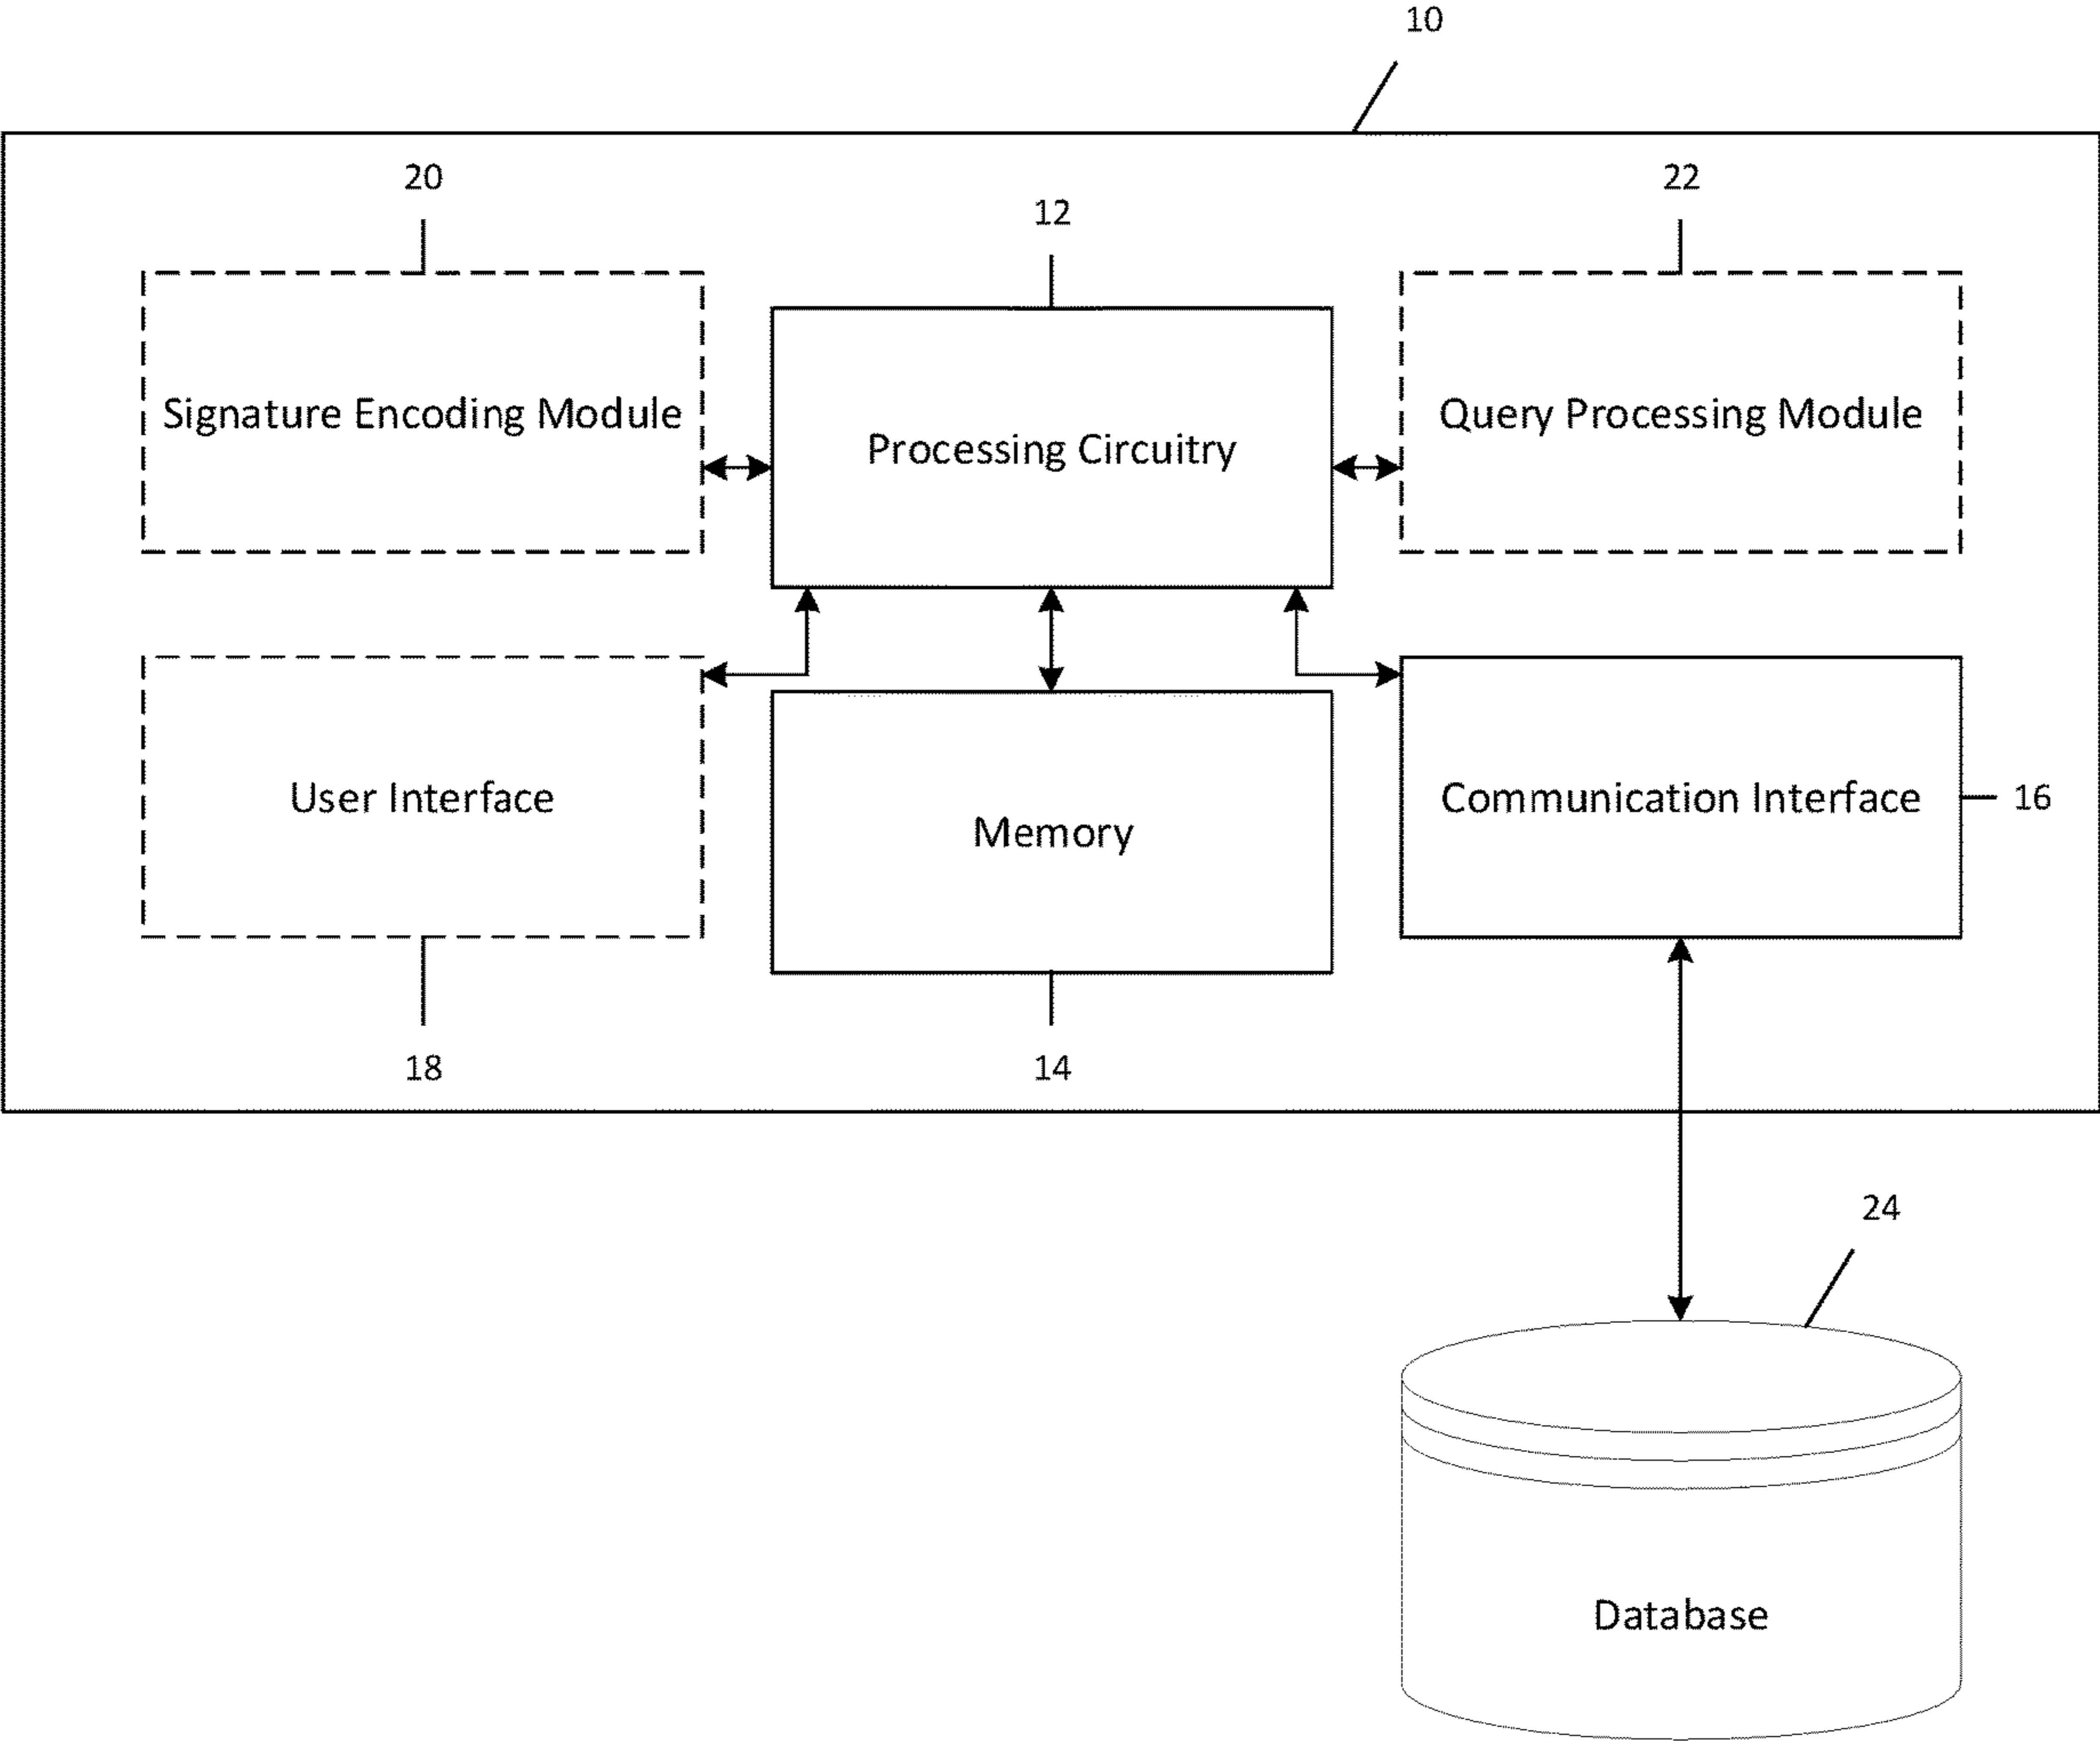 10
20
12
22
Signature Encoding Module
Processing Circuitry
Query Processing Module
User Interface
Memory
Communication Interface
16
18
14
24
Database